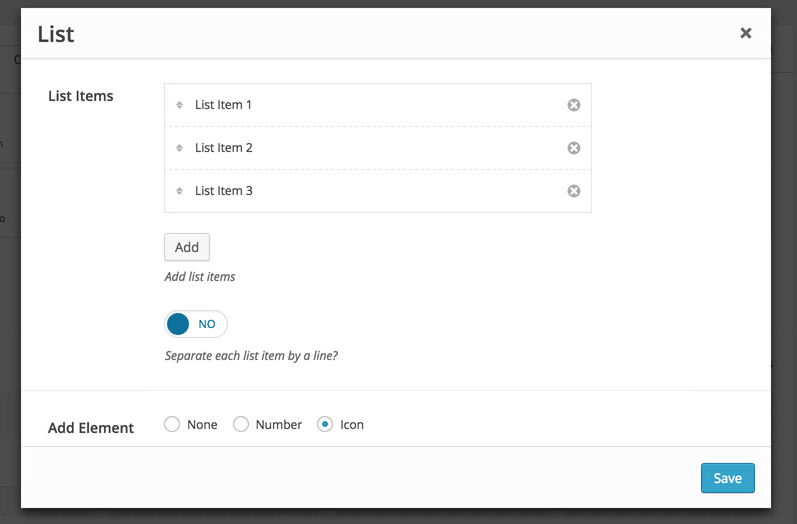 List
List Items
List Item 1
List Item 2
List Item 3
Add
Add list items
NO
Separate each list item by a line?
Add Element
None Number Icon
Save